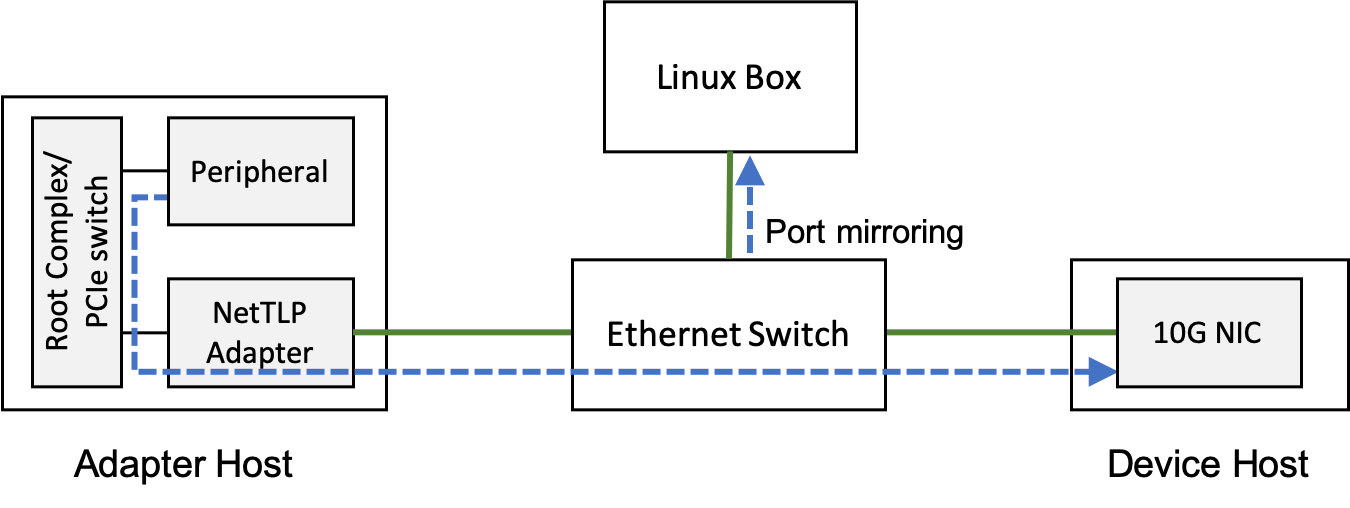 Linux Box
Root Complex/
PCIe switch
Peripheral
Port mirroring
NetTLP
Adapter
Ethernet Switch
10G NIC
Adapter Host
Device Host